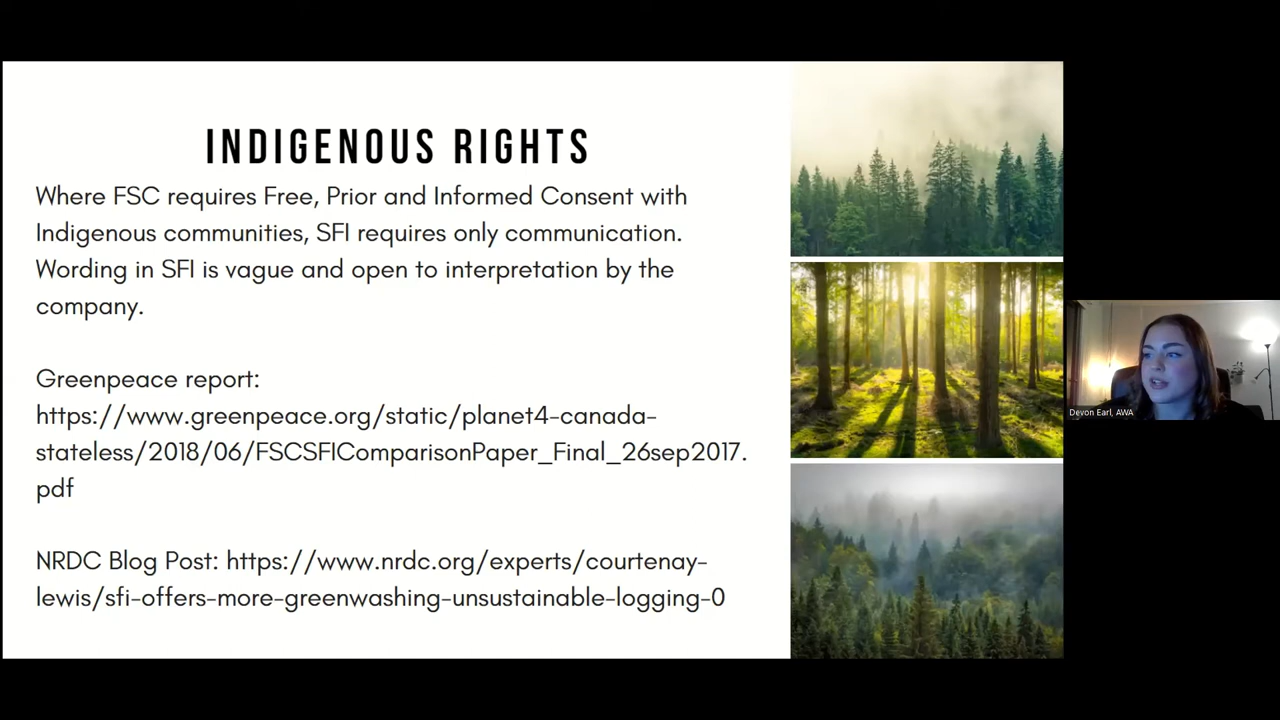 INDIGENOUS RIGHTS
Where FSC requires Free, Prior and Informed Consent with
Indigenous communities, SFI requires only communication.
Wording in SFI is vague and open to interpretation by the
company.
Greenpeace report:
https://www.greenpeace.org/static/planet4-canada-
stateless/2018/06/FSCSFIComparisonPaper_Final_26sep2017.
pdf
NRDC Blog Post: https://www.nrdc.org/experts/courtenay-
lewis/sfi-offers-more-greenwashing-unsustainable-logging-0
Devon Earl, AWA